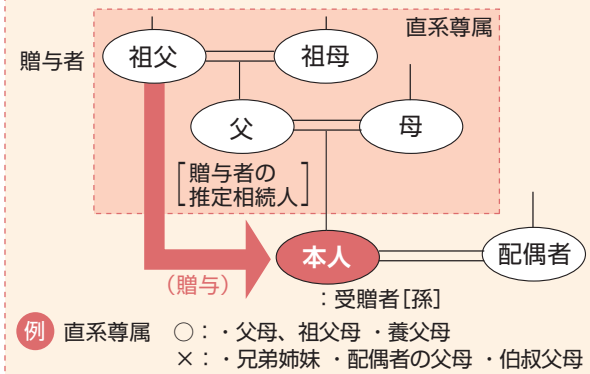 直系尊属
贈与者
祖父
祖母
父
母
贈与者の
推定相続人
本人
配偶者
(贈与)
:受贈者[孫]
例 直系尊属 ○:・父母、祖父母 ・養父母
×:・兄弟姉妹 ・配偶者の父母 ・伯叔父母